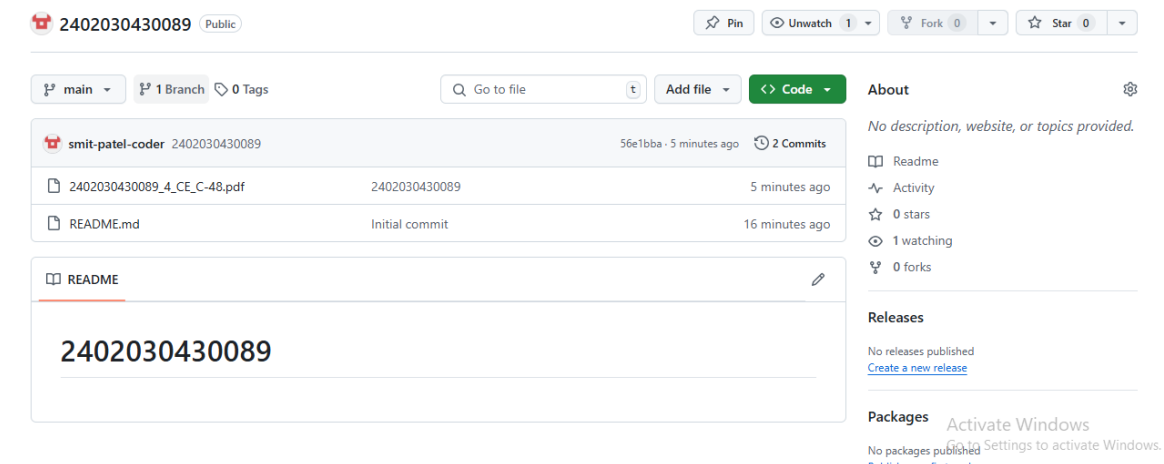 2402030430089 Public Pin Unwatch 1 Fork 0 Star 0
main 1 Branch 0 Tags Go to file t Add file Code
smit-patel-coder 2402030430089 56e1bba · 5 minutes ago 2 Commits
2402030430089_4_CE_C-48.pdf 2402030430089 5 minutes ago
README.md Initial commit 16 minutes ago
README
2402030430089
About
No description, website, or topics provided.
Readme
Activity
0 stars
1 watching
0 forks
Releases
No releases published
Create a new release
Packages
No packages published
Activate Windows
Go to Settings to activate Windows.